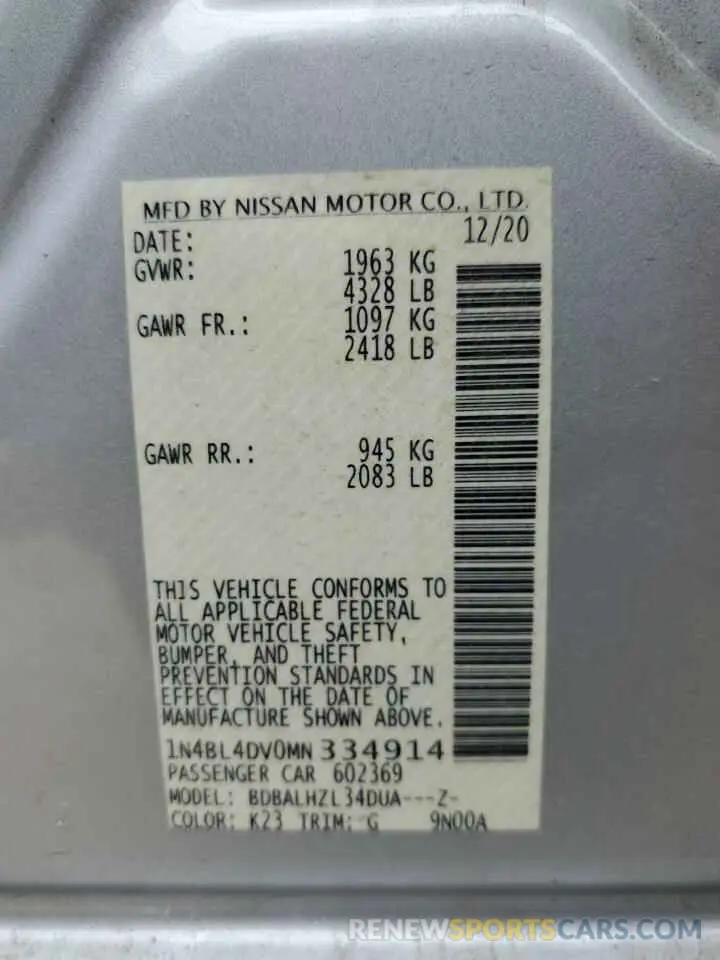 MFD BY NISSAN MOTOR CO., LTD.
DATE: 12/20
GVWR: 1963 KG
4328 LB
GAWR FR.: 1097 KG
2418 LB
GAWR RR.: 945 KG
2083 LB
THIS VEHICLE CONFORMS TO
ALL APPLICABLE FEDERAL
MOTOR VEHICLE SAFETY,
BUMPER, AND THEFT
PREVENTION STANDARDS IN
EFFECT ON THE DATE OF
MANUFACTURE SHOWN ABOVE.
1N4BL4DV0MN334914
PASSENGER CAR 602369
MODEL: BDBALHZL34DUA---Z-
COLOR: K23 TRIM: G 9N00A
RENEWSPORTSCARS.COM